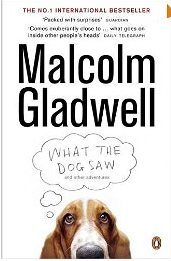 THE NO.1 INTERNATIONAL BESTSELLER
'Packed with surprises' GUARDIAN
'Comes exuberantly close to ... what goes on
inside other people's heads' DAILY TELEGRAPH
Malcolm
Gladwell
WHAT THE
DOG SAW
and other adventures